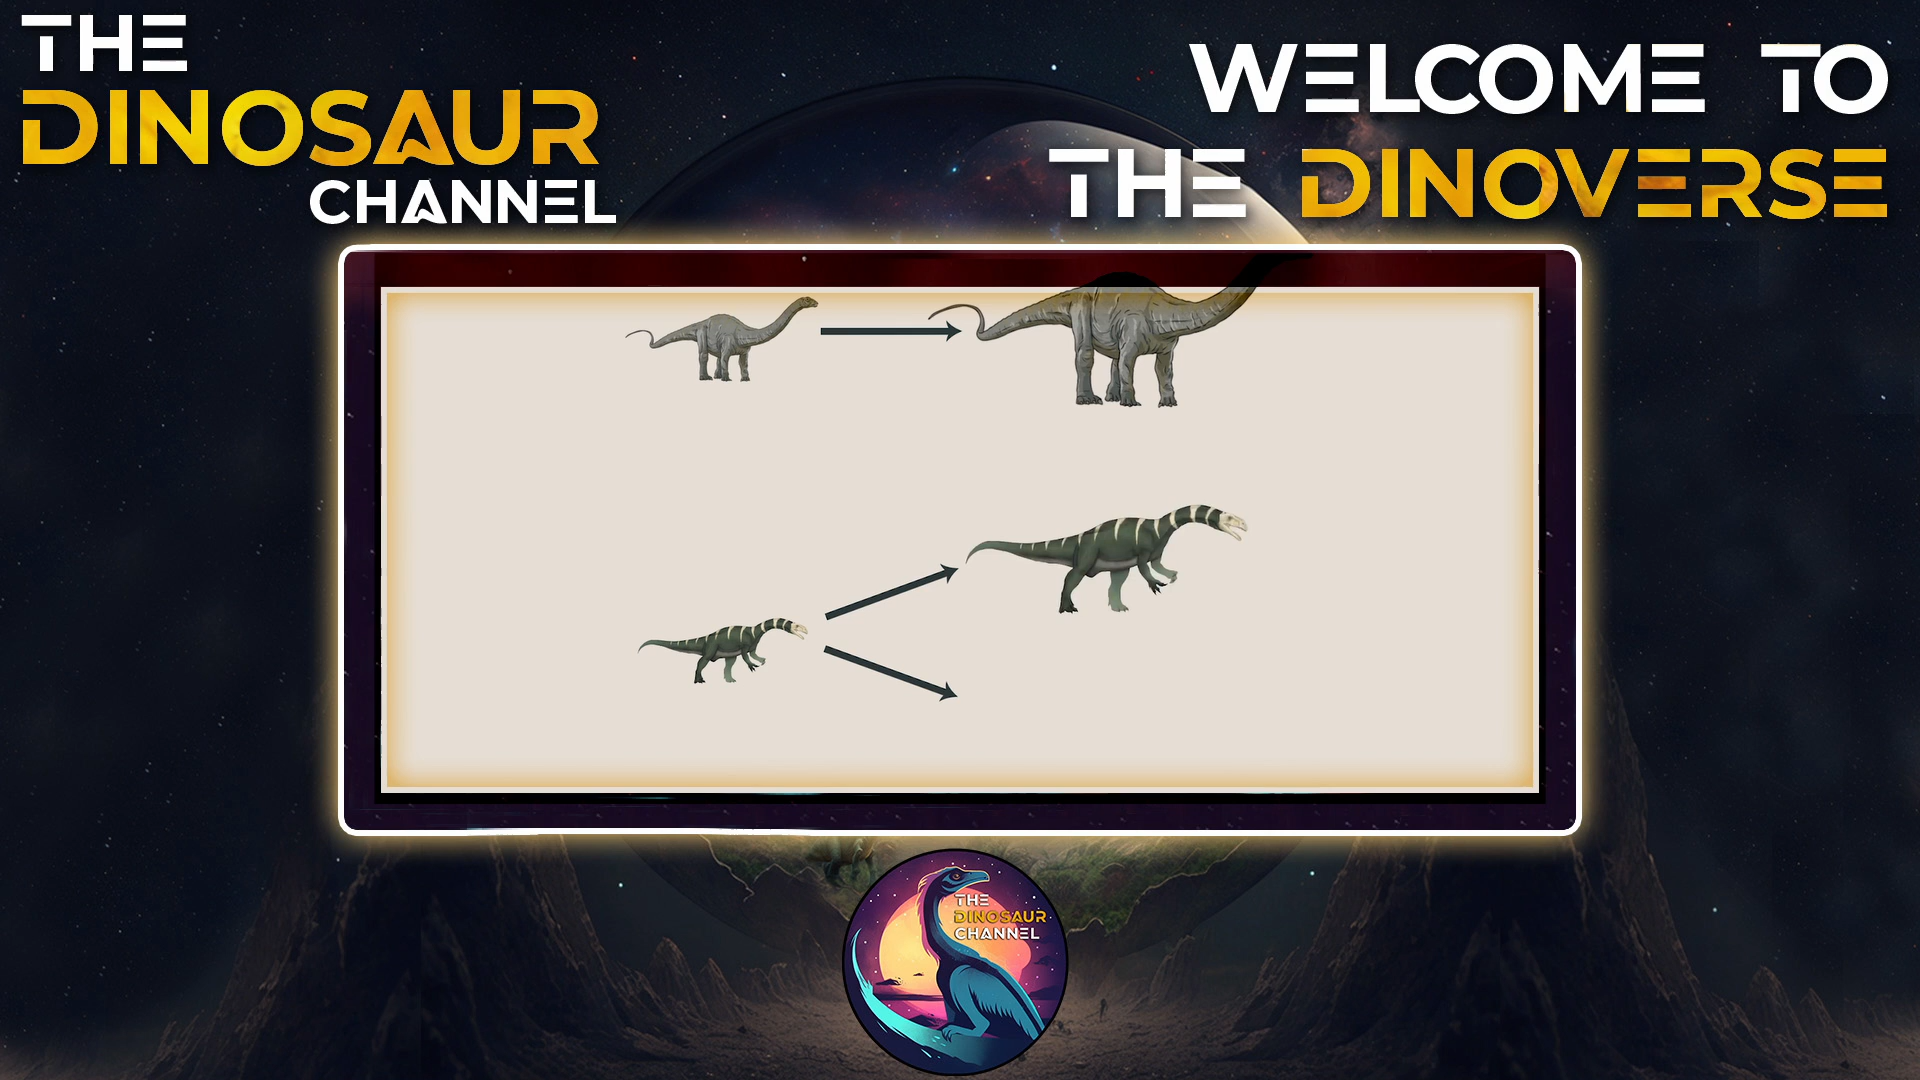 THE
DINOSAUR
CHANNEL
WELCOME TO
THE DINOVERSE
THE
DINOSAUR
CHANNEL